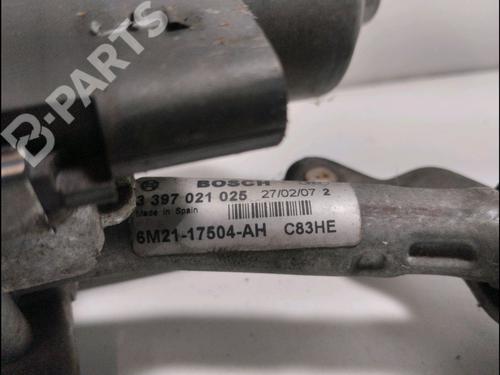 B-PARTS
BOSCH
3 397 021 025 27/02/07 2
Made in Spain
6M21-17504-AH C83HE